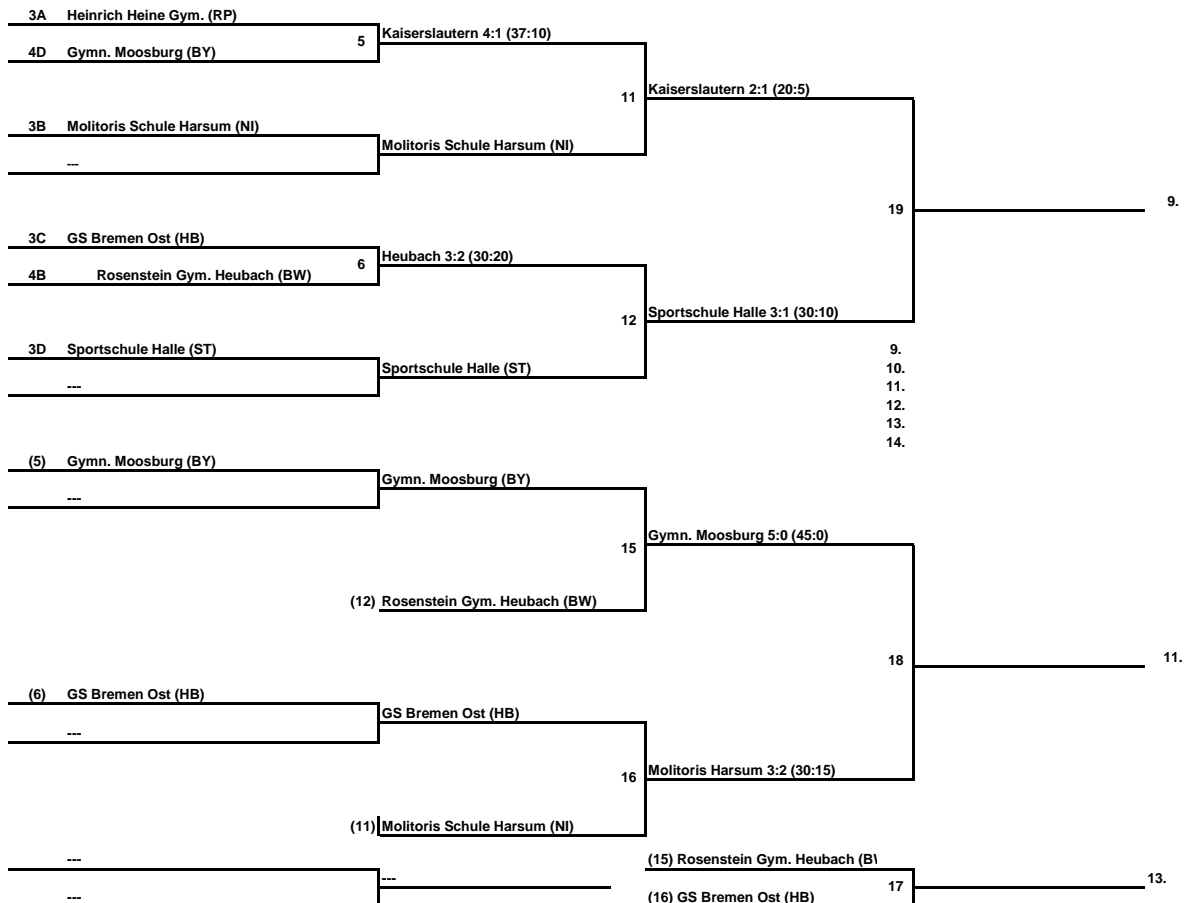 3A Heinrich Heine Gym. (RP)
5 Kaiserslautern 4:1 (37:10)
4D Gymn. Moosburg (BY)
11 Kaiserslautern 2:1 (20:5)
3B Molitoris Schule Harsum (NI)
Molitoris Schule Harsum (NI)
---
19 9.
3C GS Bremen Ost (HB)
6 Heubach 3:2 (30:20)
4B Rosenstein Gym. Heubach (BW)
12 Sportschule Halle 3:1 (30:10)
3D Sportschule Halle (ST)
Sportschule Halle (ST)
---
9.
10.
11.
12.
13.
14.
(5) Gymn. Moosburg (BY)
Gymn. Moosburg (BY)
---
15 Gymn. Moosburg 5:0 (45:0)
(12) Rosenstein Gym. Heubach (BW)
18 11.
(6) GS Bremen Ost (HB)
GS Bremen Ost (HB)
---
16 Molitoris Harsum 3:2 (30:15)
(11) Molitoris Schule Harsum (NI)
--- (15) Rosenstein Gym. Heubach (B\
--- 17 13.
--- (16) GS Bremen Ost (HB)